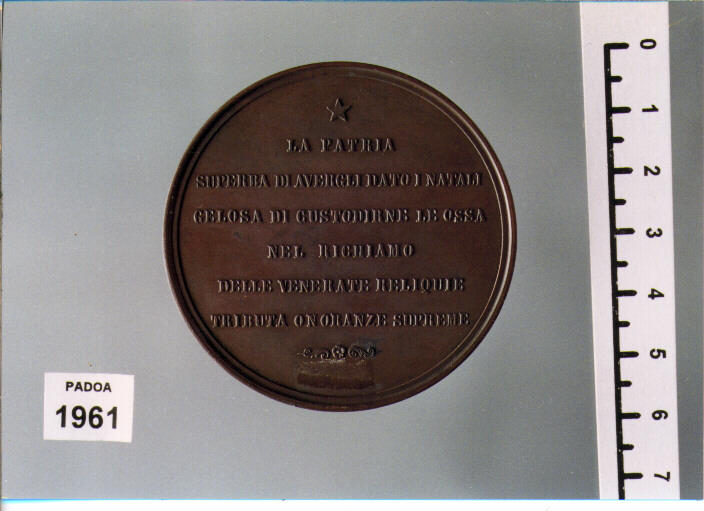 LA PATRIA
SUPERBA DI AVERGLI DATO I NATALI
GELOSA DI CUSTODIRNE LE OSSA
NEL RICHIAMO
DELLE VENERATE RELIQUIE
TRIBUTA ONORANZE SUPREME
PADOA
1961
0
1
2
3
4
5
6
7